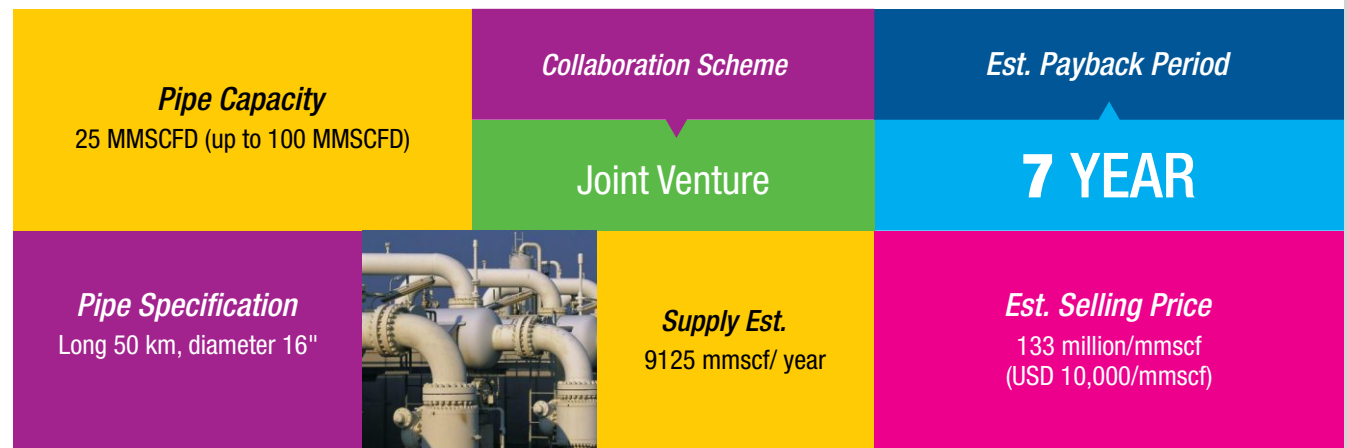 Pipe Capacity
25 MMSCFD (up to 100 MMSCFD)
Collaboration Scheme
Joint Venture
Est. Payback Period
7 YEAR
Pipe Specification
Long 50 km, diameter 16"
Supply Est.
9125 mmscf/ year
Est. Selling Price
133 million/mmscf
(USD 10,000/mmscf)